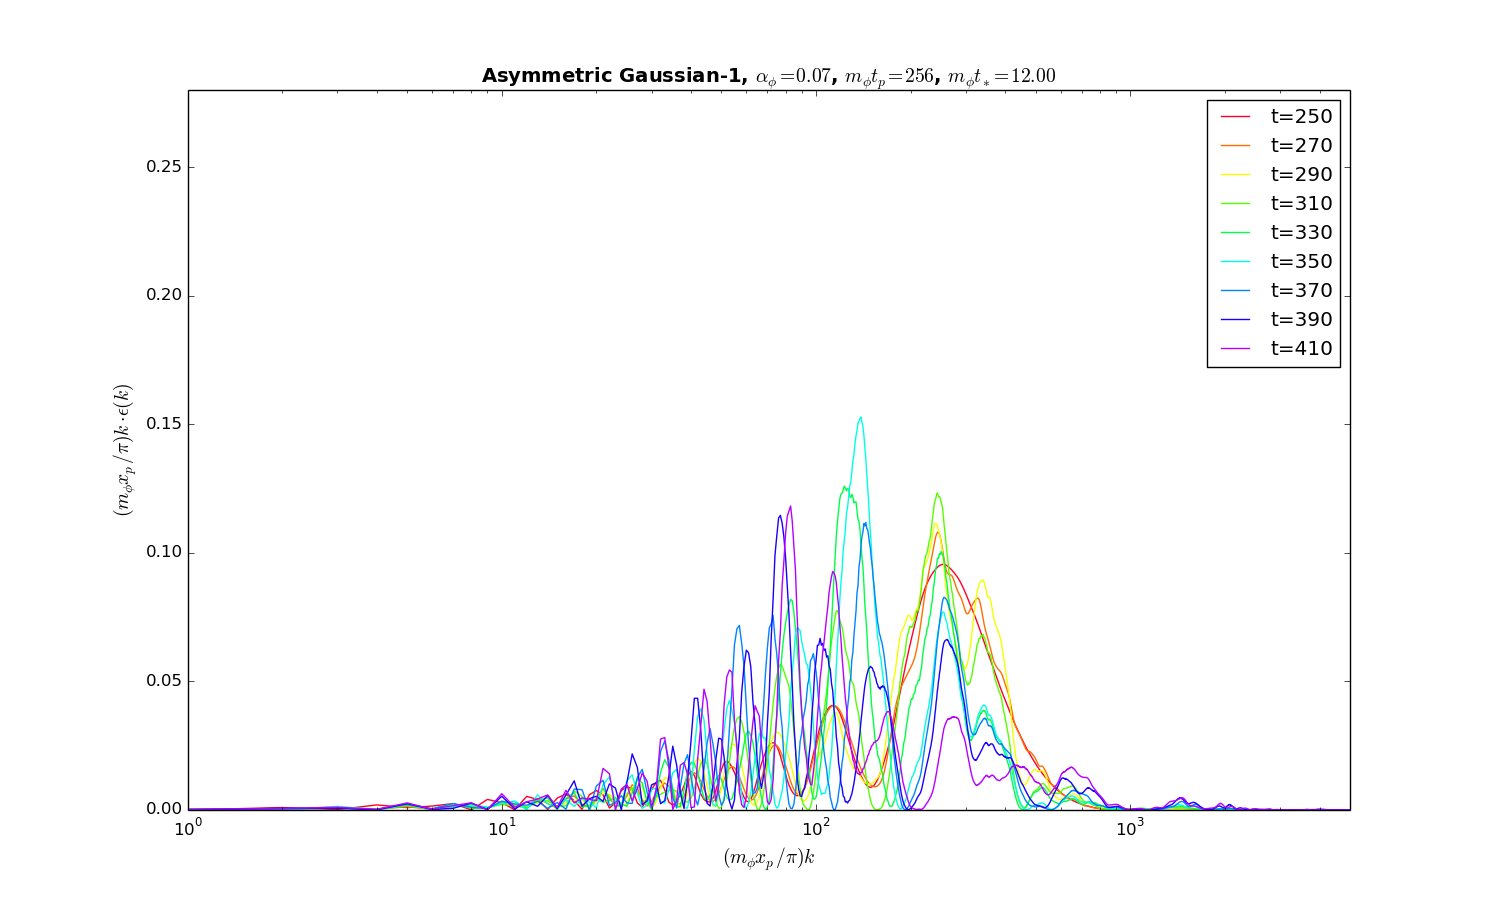 Asymmetric Gaussian-1, α_ϕ=0.07, m_ϕt_p=256, m_ϕt_*=12.00
t=250
t=270
t=290
t=310
t=330
t=350
t=370
t=390
t=410
0.25
0.20
0.15
0.10
0.05
0.00
(m_ϕx_p/π)k·ϵ(k)
10^0
10^1
10^2
10^3
(m_ϕx_p/π)k